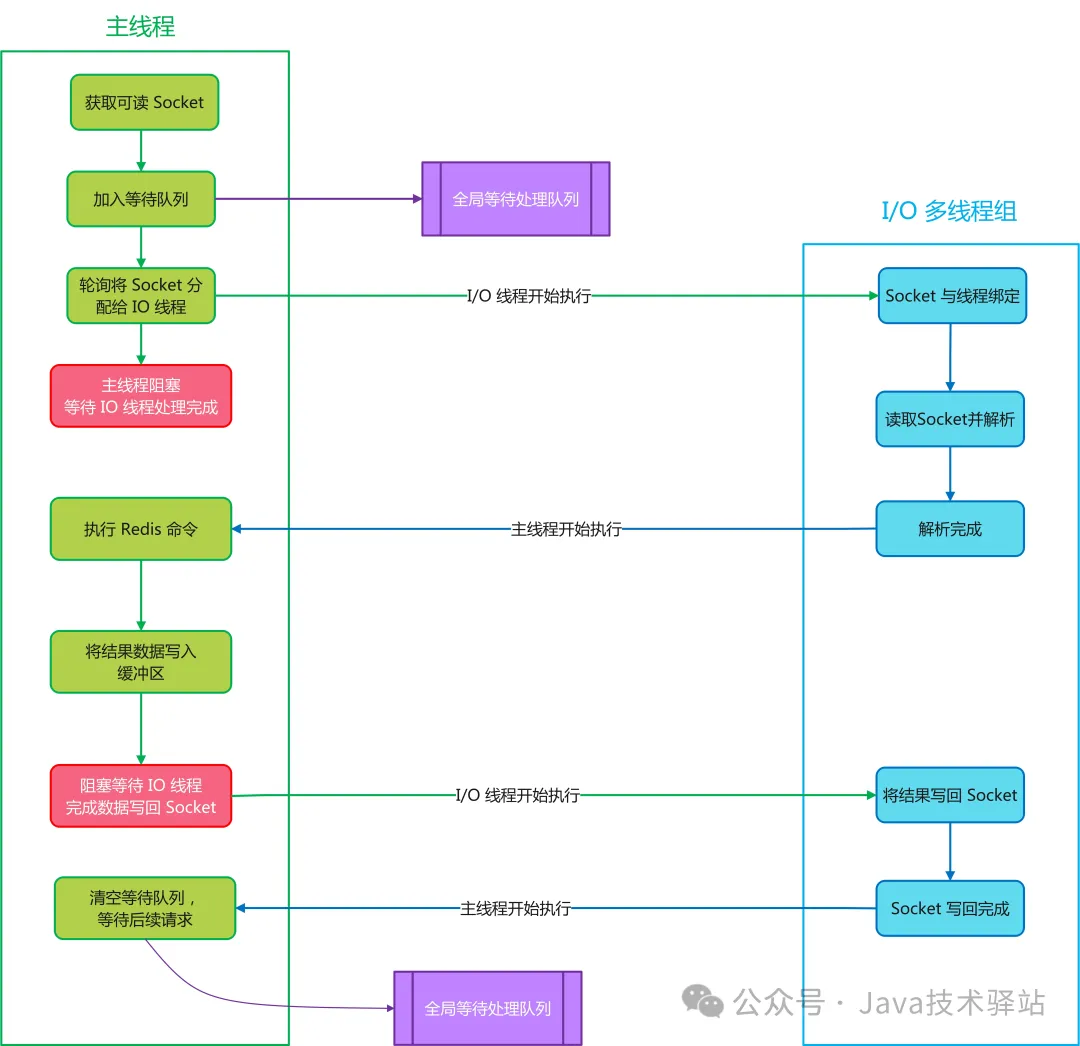 主线程
获取可读 Socket
加入等待队列
全局等待处理队列
I/O 多线程组
轮询将 Socket 分
配给 IO 线程
I/O 线程开始执行
Socket 与线程绑定
主线程阻塞
等待 IO 线程处理完成
读取Socket并解析
执行 Redis 命令
主线程开始执行
解析完成
将结果数据写入
缓冲区
阻塞等待 IO 线程
完成数据写回 Socket
I/O 线程开始执行
将结果写回 Socket
清空等待队列，
等待后续请求
主线程开始执行
Socket 写回完成
全局等待处理队列
公众号 · Java技术驿站